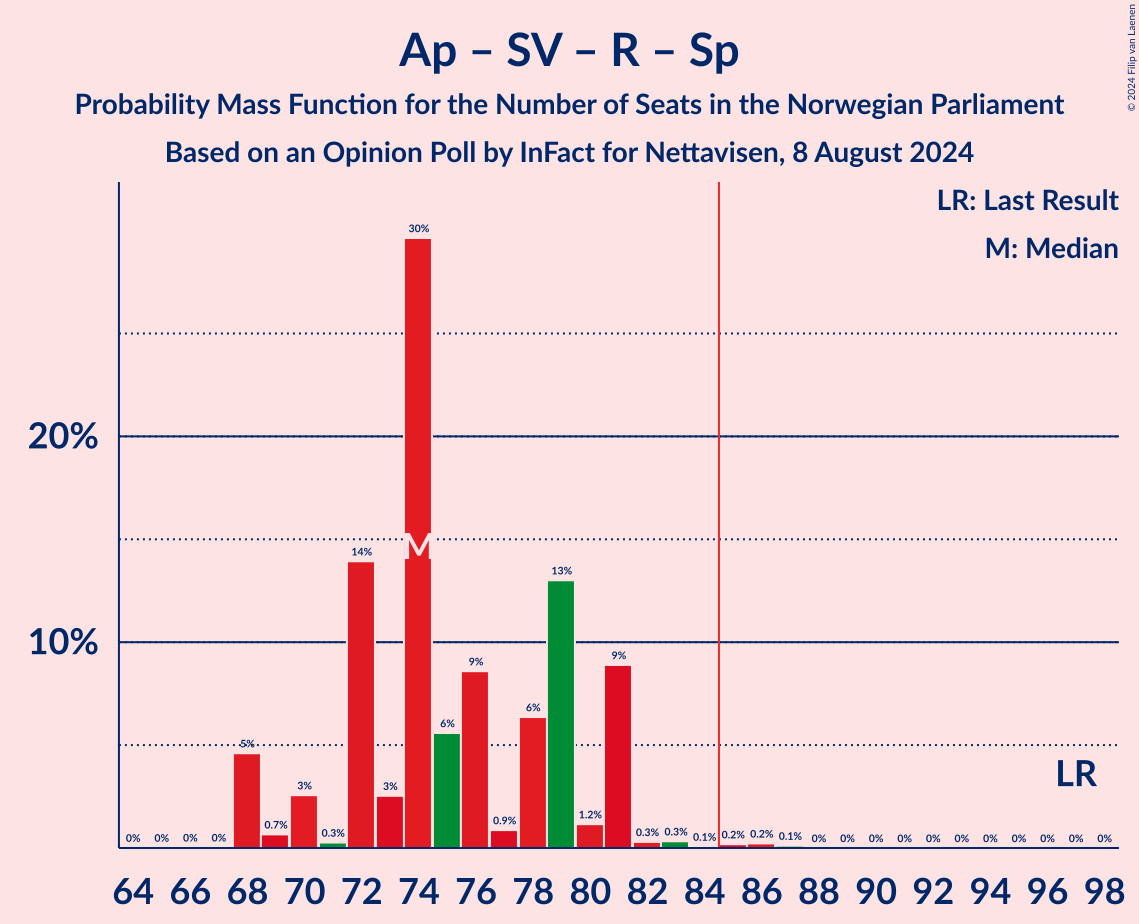 Ap – SV – R – Sp
Probability Mass Function for the Number of Seats in the Norwegian Parliament
Based on an Opinion Poll by InFact for Nettavisen, 8 August 2024
© 2024 Filip van Laenen
LR: Last Result
M: Median
20%
10%
0% 0% 0% 0% 5% 0.7% 3% 0.3% 14% 3% 30% 6% 9% 0.9% 6% 13% 1.2% 9% 0.3% 0.3% 0.1% 0.2% 0.2% 0.1% 0% 0% 0% 0% 0% 0% 0% 0% 0% 0% 0%
M
LR
64 66 68 70 72 74 76 78 80 82 84 86 88 90 92 94 96 98